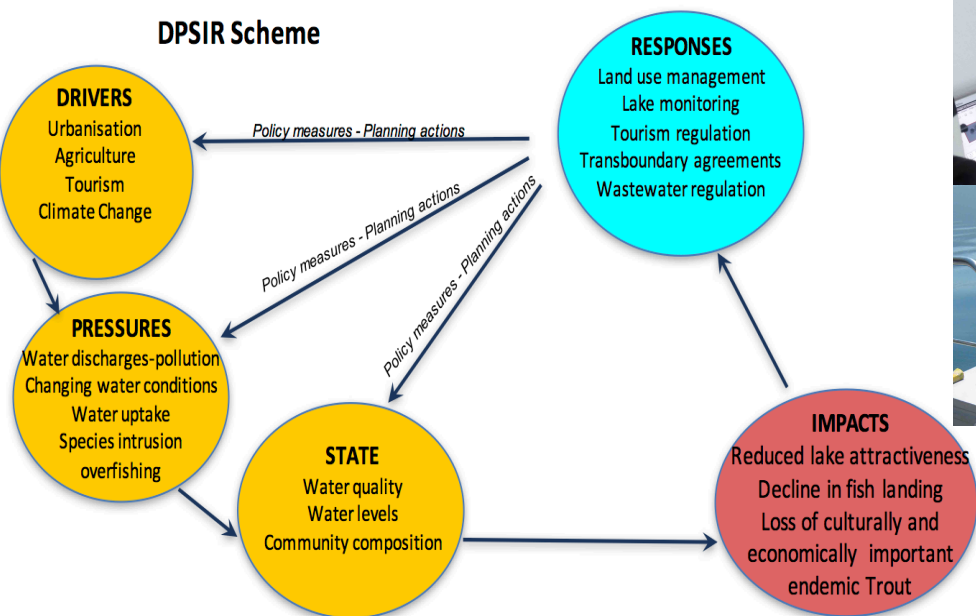 DPSIR Scheme
DRIVERS
Urbanisation
Agriculture
Tourism
Climate Change
RESPONSES
Land use management
Lake monitoring
Tourism regulation
Transboundary agreements
Wastewater regulation
Policy measures - Planning actions
Policy measures - Planning actions
Policy measures - Planning actions
PRESSURES
Water discharges-pollution
Changing water conditions
Water uptake
Species intrusion
overfishing
STATE
Water quality
Water levels
Community composition
IMPACTS
Reduced lake attractiveness
Decline in fish landing
Loss of culturally and
economically important
endemic Trout